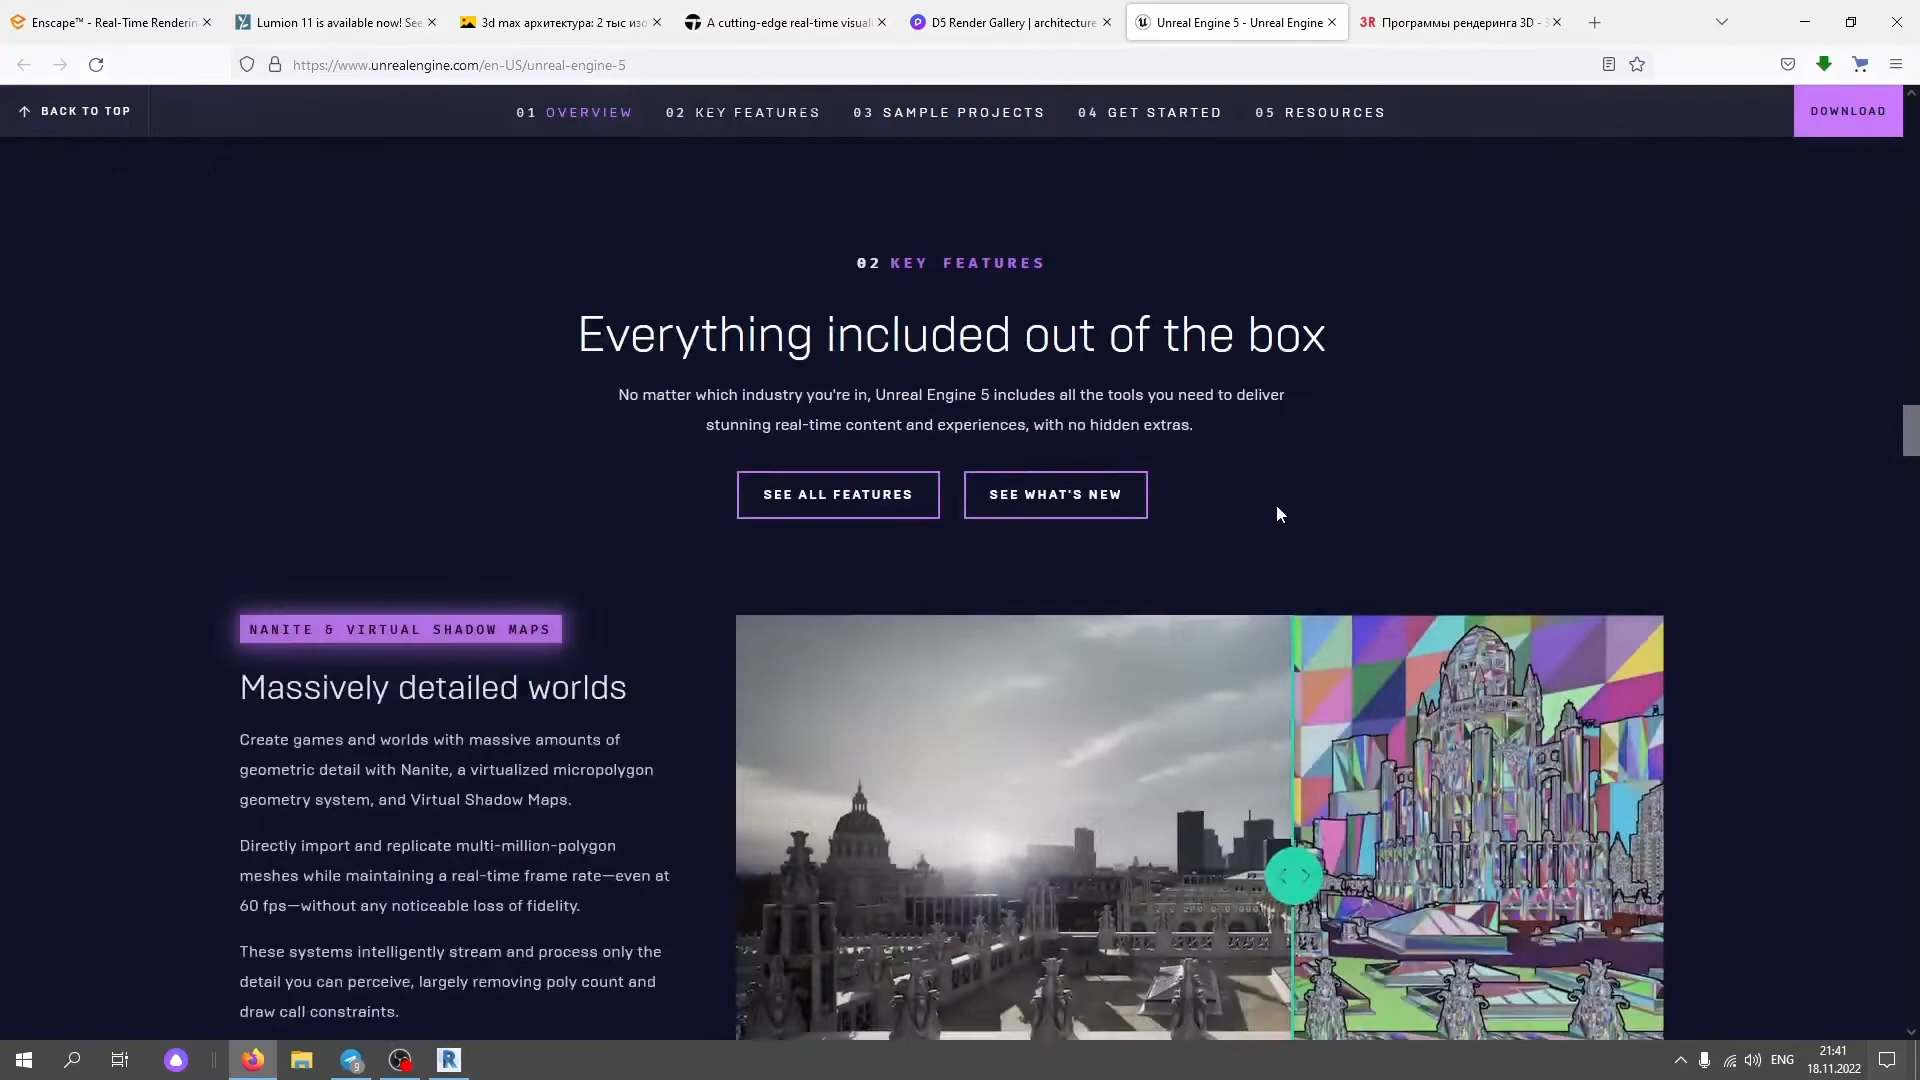 Enscape™ - Real-Time Renderin
Lumion 11 is available now! See
3d max архитектура: 2 тыс изо
A cutting-edge real-time visuali
D5 Render Gallery | architecture
Unreal Engine 5 - Unreal Engine
3R Программы рендеринга 3D - 3
https://www.unrealengine.com/en-US/unreal-engine-5
BACK TO TOP
01 OVERVIEW
02 KEY FEATURES
03 SAMPLE PROJECTS
04 GET STARTED
05 RESOURCES
DOWNLOAD
02 KEY FEATURES
Everything included out of the box
No matter which industry you're in, Unreal Engine 5 includes all the tools you need to deliver
stunning real-time content and experiences, with no hidden extras.
SEE ALL FEATURES
SEE WHAT'S NEW
NANITE & VIRTUAL SHADOW MAPS
Massively detailed worlds
Create games and worlds with massive amounts of
geometric detail with Nanite, a virtualized micropolygon
geometry system, and Virtual Shadow Maps.
Directly import and replicate multi-million-polygon
meshes while maintaining a real-time frame rate—even at
60 fps—without any noticeable loss of fidelity.
These systems intelligently stream and process only the
detail you can perceive, largely removing poly count and
draw call constraints.
9
R
ENG
21:41
18.11.2022